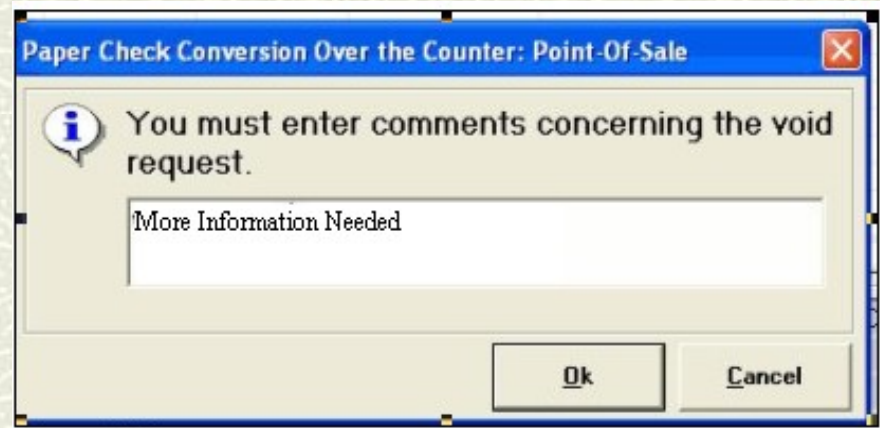 Paper Check Conversion Over the Counter: Point-Of-Sale
You must enter comments concerning the void
request.
More Information Needed
Ok
Cancel